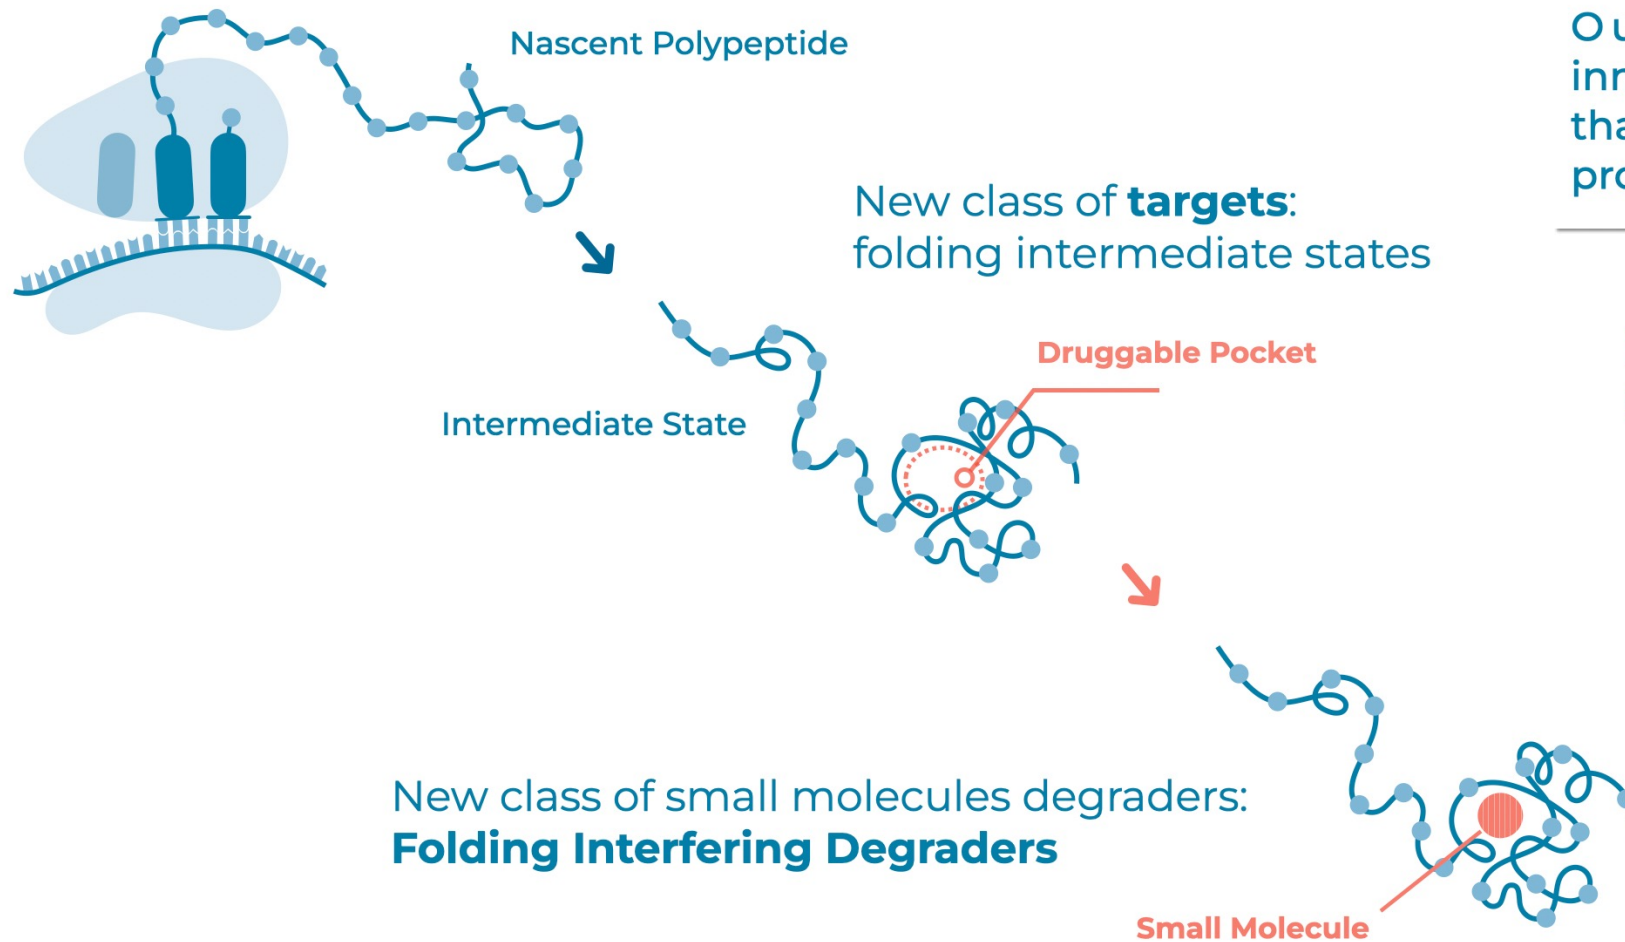 Nascent Polypeptide
New class of targets:
folding intermediate states
Druggable Pocket
Intermediate State
New class of small molecules degraders:
Folding Interfering Degraders
Small Molecule